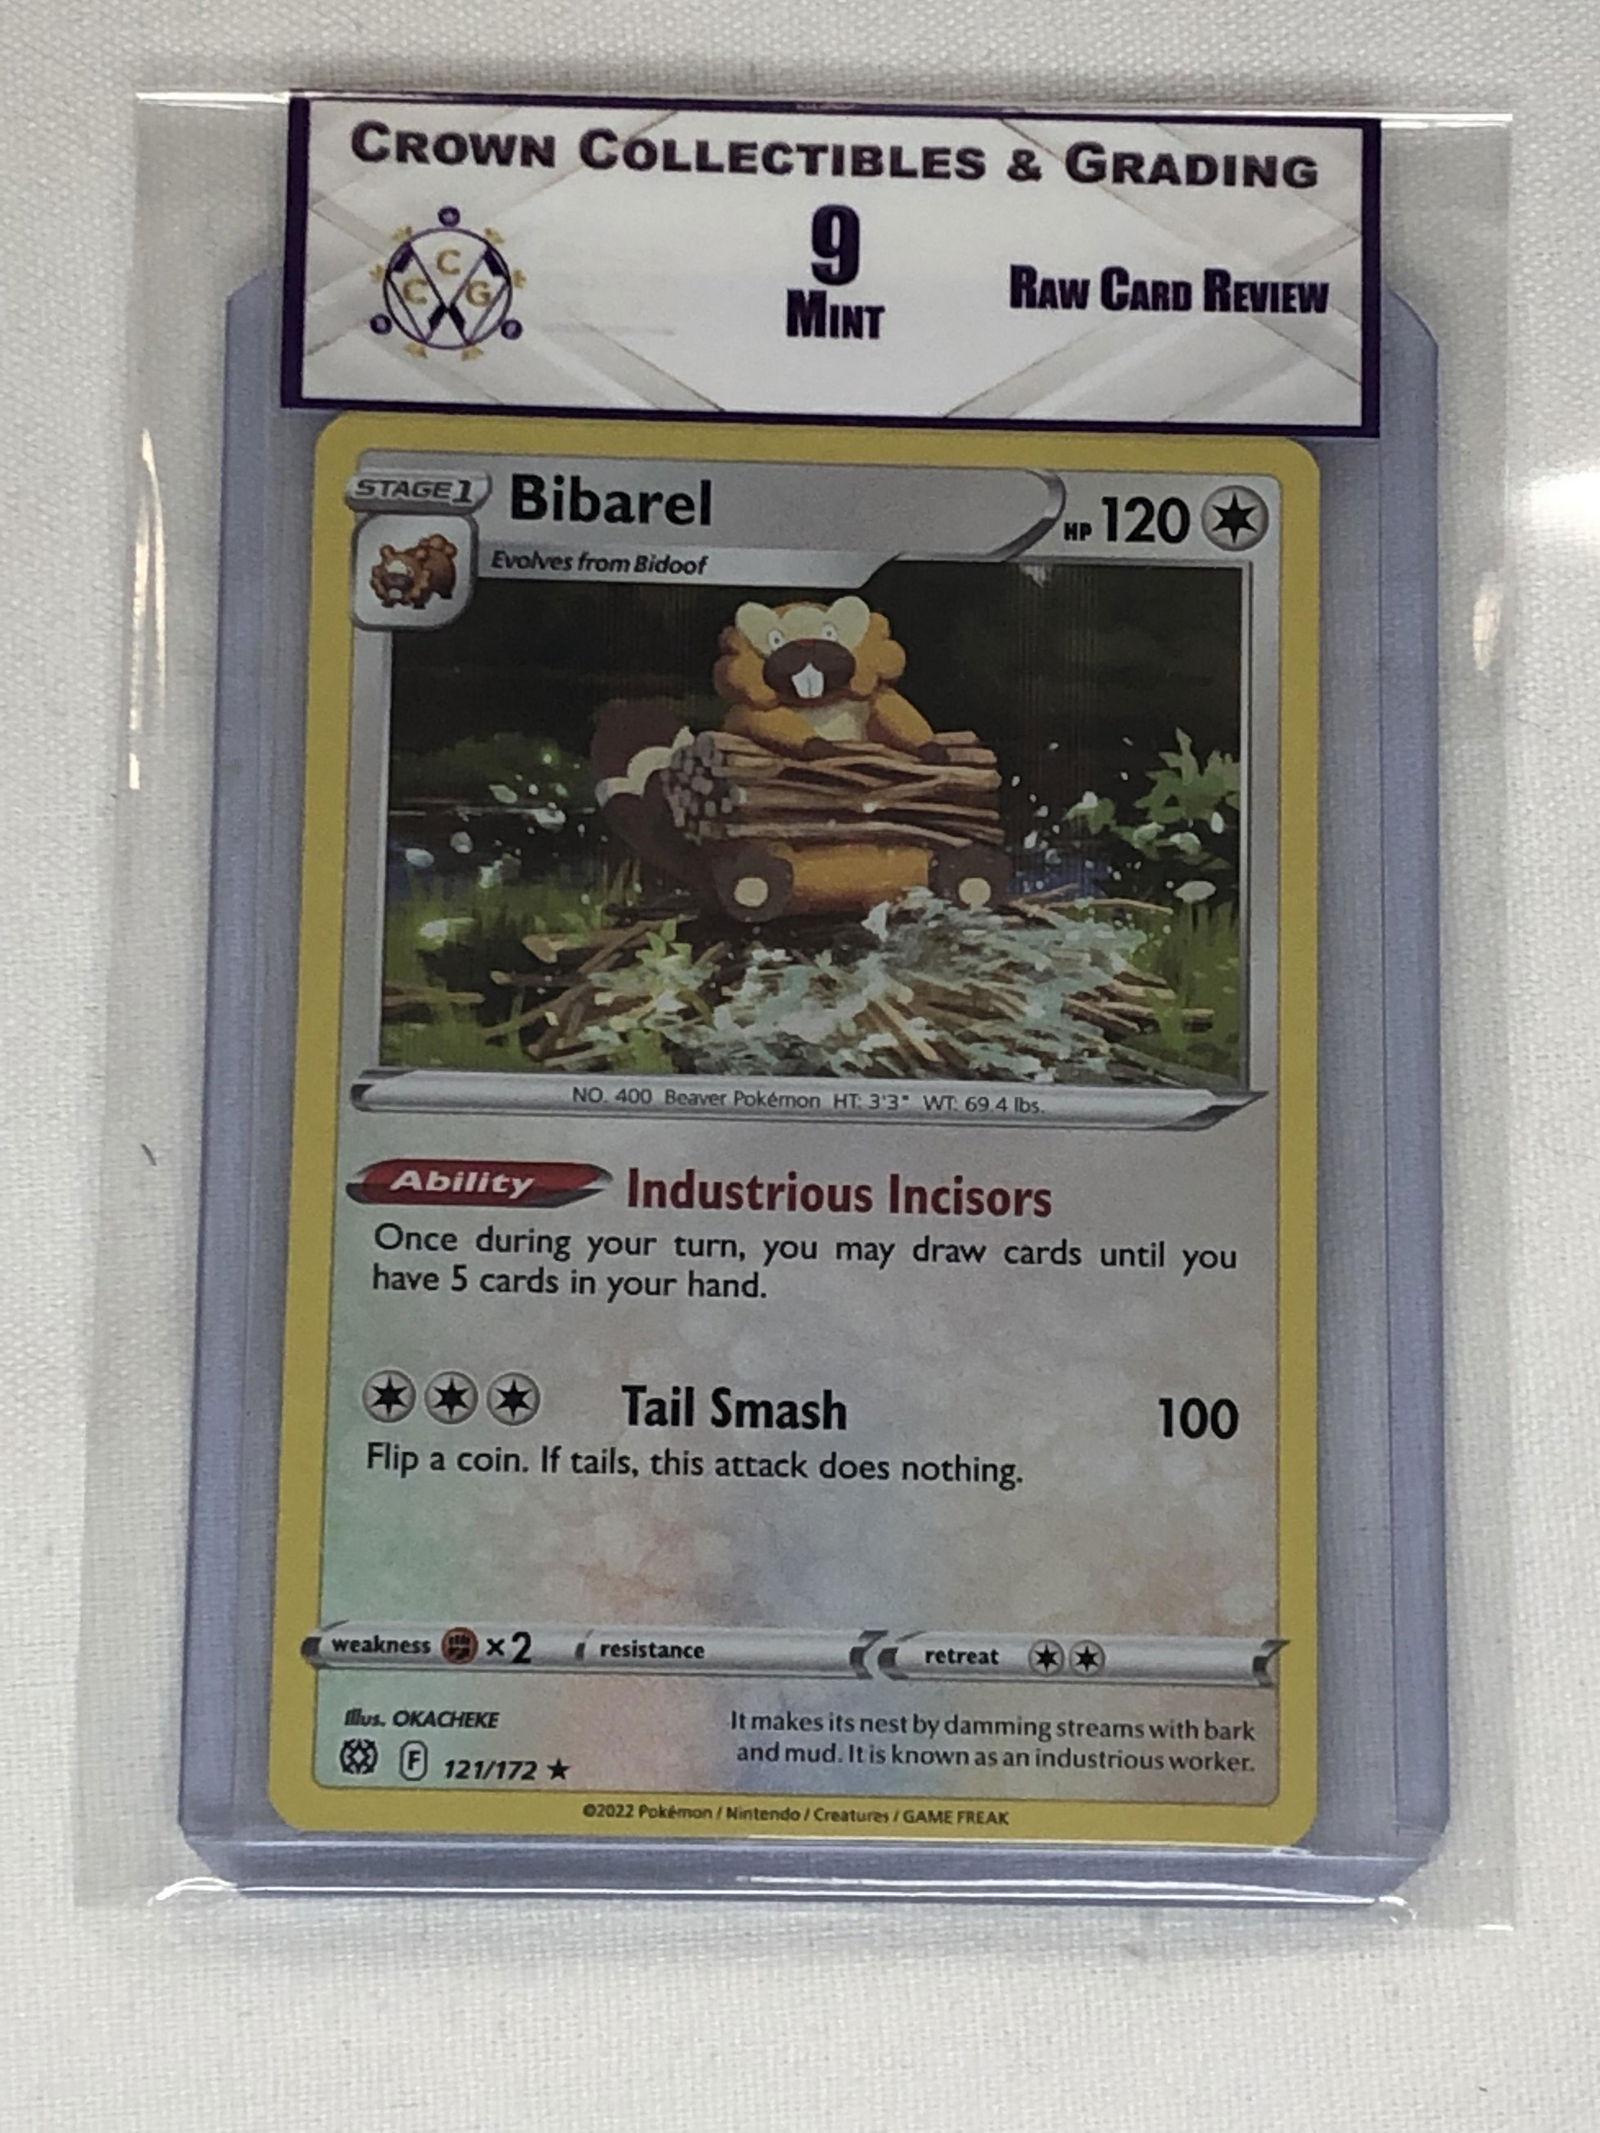 CROWN COLLECTIBLES & GRADING
C
C G
9
MINT
RAW CARD REVIEW
STAGE 1
Bibarel
HP 120
Evolves from Bidoof
NO. 400 Beaver Pokémon HT: 3'3" WT: 69.4 lbs.
Ability Industrious Incisors
Once during your turn, you may draw cards until you
have 5 cards in your hand.
Tail Smash 100
Flip a coin. If tails, this attack does nothing.
weakness ×2 resistance retreat
Illus. OKACHEKE
F 121/172 ★
It makes its nest by damming streams with bark
and mud. It is known as an industrious worker.
©2022 Pokémon / Nintendo / Creatures / GAME FREAK